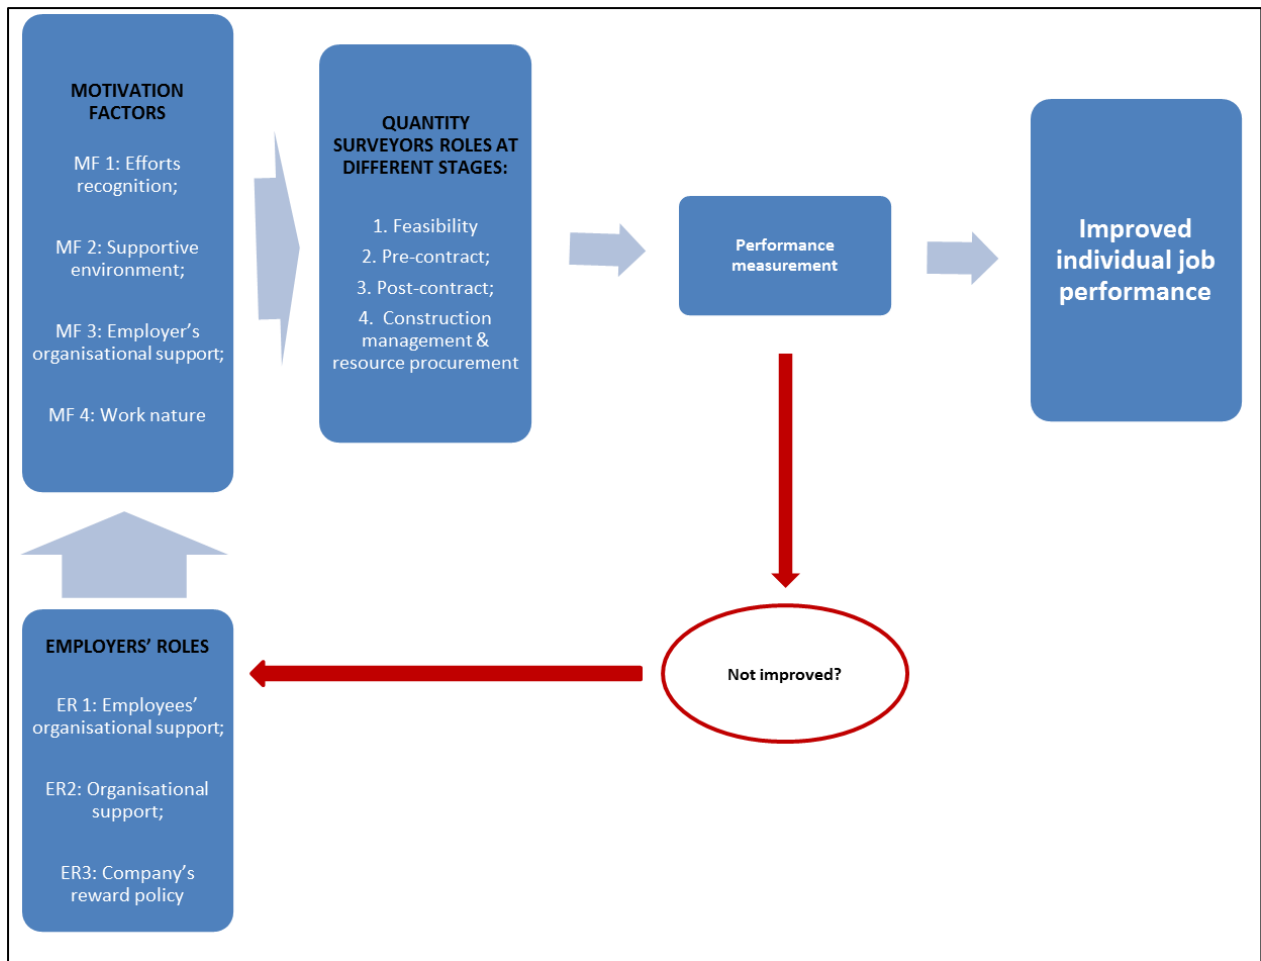 MOTIVATION
FACTORS
MF 1: Efforts
recognition;
MF 2: Supportive
environment;
MF 3: Employer’s
organisational support;
MF 4: Work nature
QUANTITY
SURVEYORS ROLES AT
DIFFERENT STAGES:
1. Feasibility
2. Pre-contract;
3. Post-contract;
4. Construction
management &
resource procurement
Performance
measurement
Improved
individual job
performance
EMPLOYERS’ ROLES
ER 1: Employees’
organisational support;
ER2: Organisational
support;
ER3: Company’s
reward policy
Not improved?